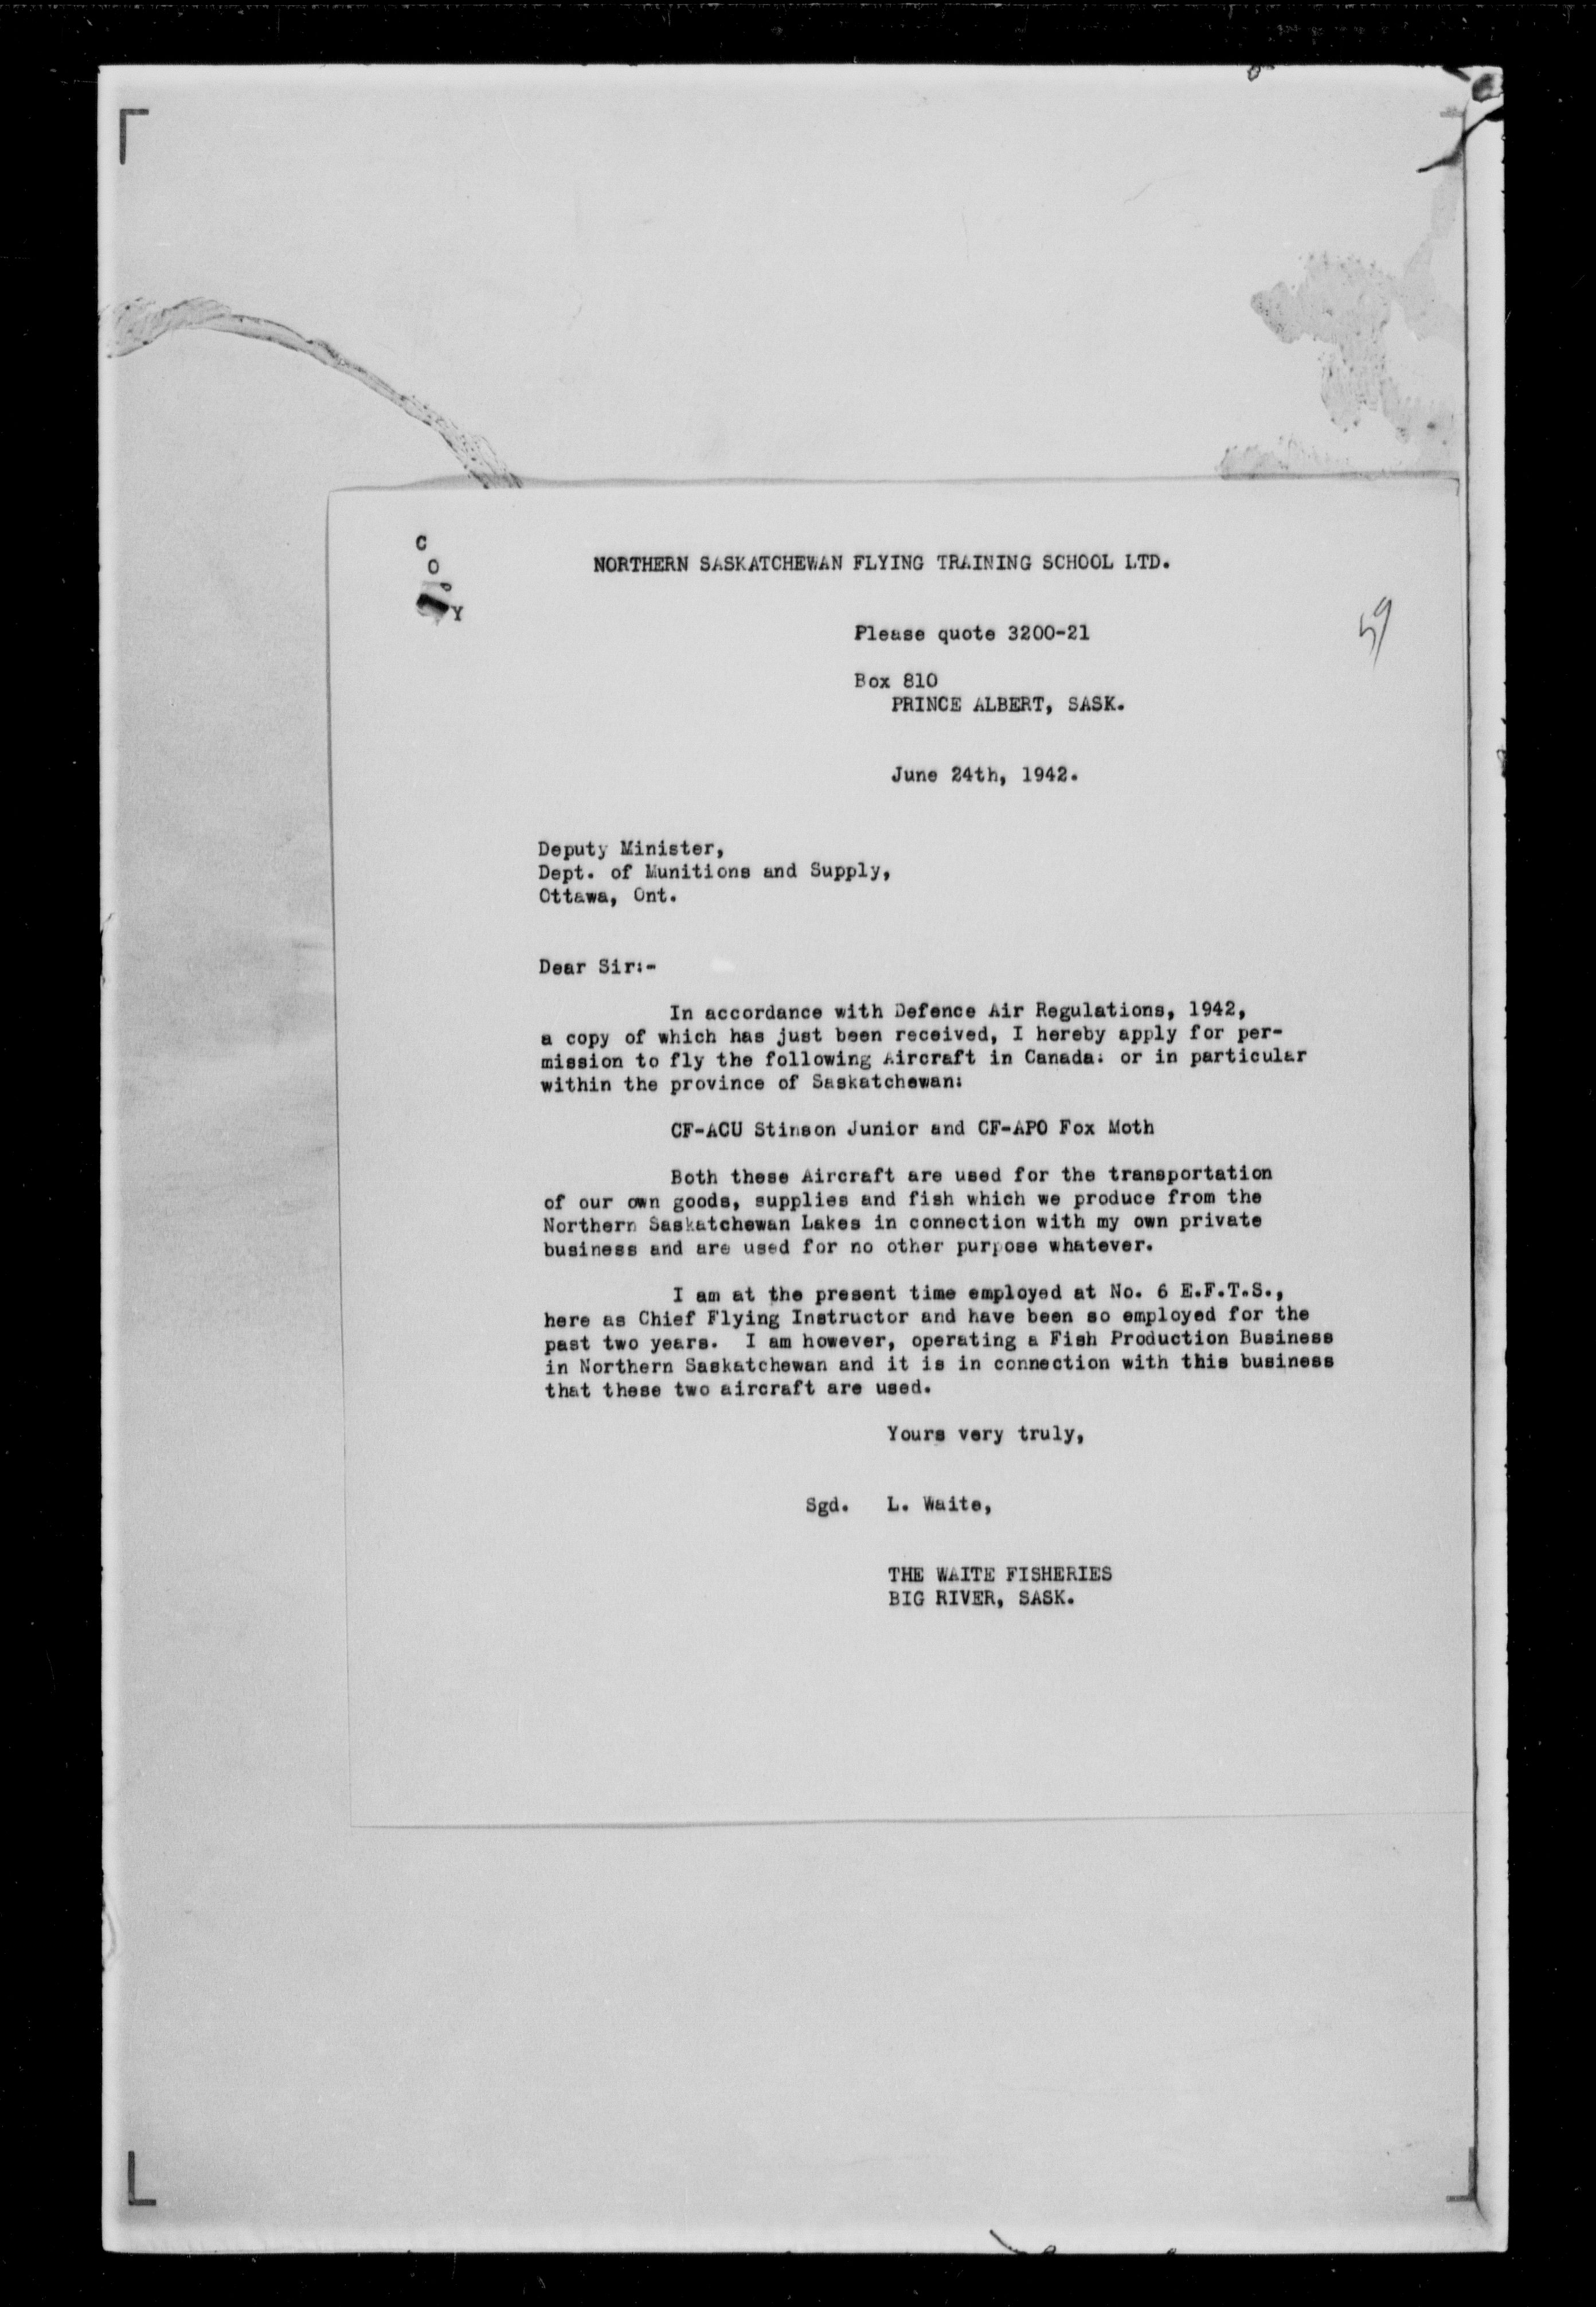 C
O
P
Y
NORTHERN SASKATCHEWAN FLYING TRAINING SCHOOL LTD.
59
Please quote 3200-21
Box 810
PRINCE ALBERT, SASK.
June 24th, 1942.
Deputy Minister,
Dept. of Munitions and Supply,
Ottawa, Ont.
Dear Sir:-
In accordance with Defence Air Regulations, 1942,
a copy of which has just been received, I hereby apply for per-
mission to fly the following Aircraft in Canada: or in particular
within the province of Saskatchewan:
CF-ACU Stinson Junior and CF-APO Fox Moth
Both these Aircraft are used for the transportation
of our own goods, supplies and fish which we produce from the
Northern Saskatchewan Lakes in connection with my own private
business and are used for no other purpose whatever.
I am at the present time employed at No. 6 E.F.T.S.,
here as Chief Flying Instructor and have been so employed for the
past two years. I am however, operating a Fish Production Business
in Northern Saskatchewan and it is in connection with this business
that these two aircraft are used.
Yours very truly,
Sgd. L. Waite,
THE WAITE FISHERIES
BIG RIVER, SASK.